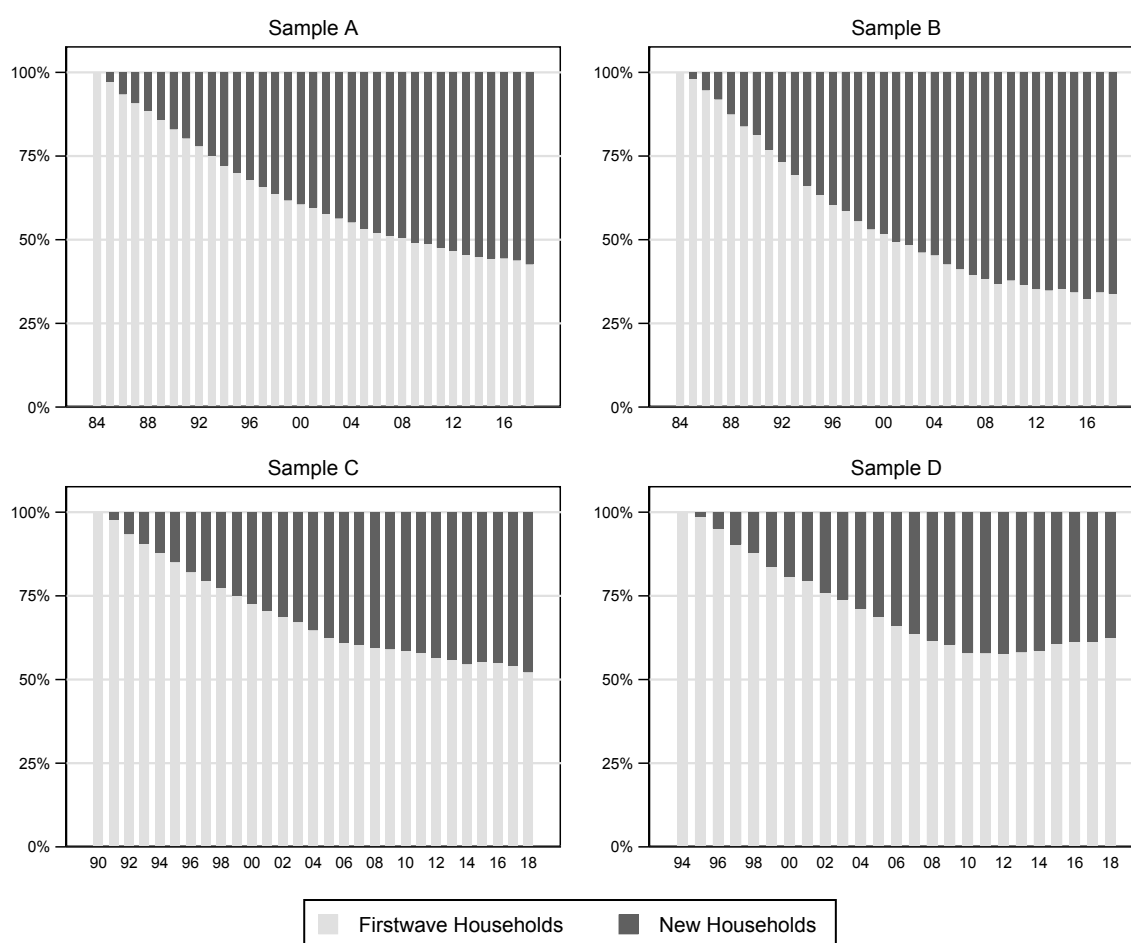 Sample A
100%
75%
50%
25%
0%
84 88 92 96 00 04 08 12 16
Sample B
100%
75%
50%
25%
0%
84 88 92 96 00 04 08 12 16
Sample C
100%
75%
50%
25%
0%
90 92 94 96 98 00 02 04 06 08 10 12 14 16 18
Sample D
100%
75%
50%
25%
0%
94 96 98 00 02 04 06 08 10 12 14 16 18
Firstwave Households New Households